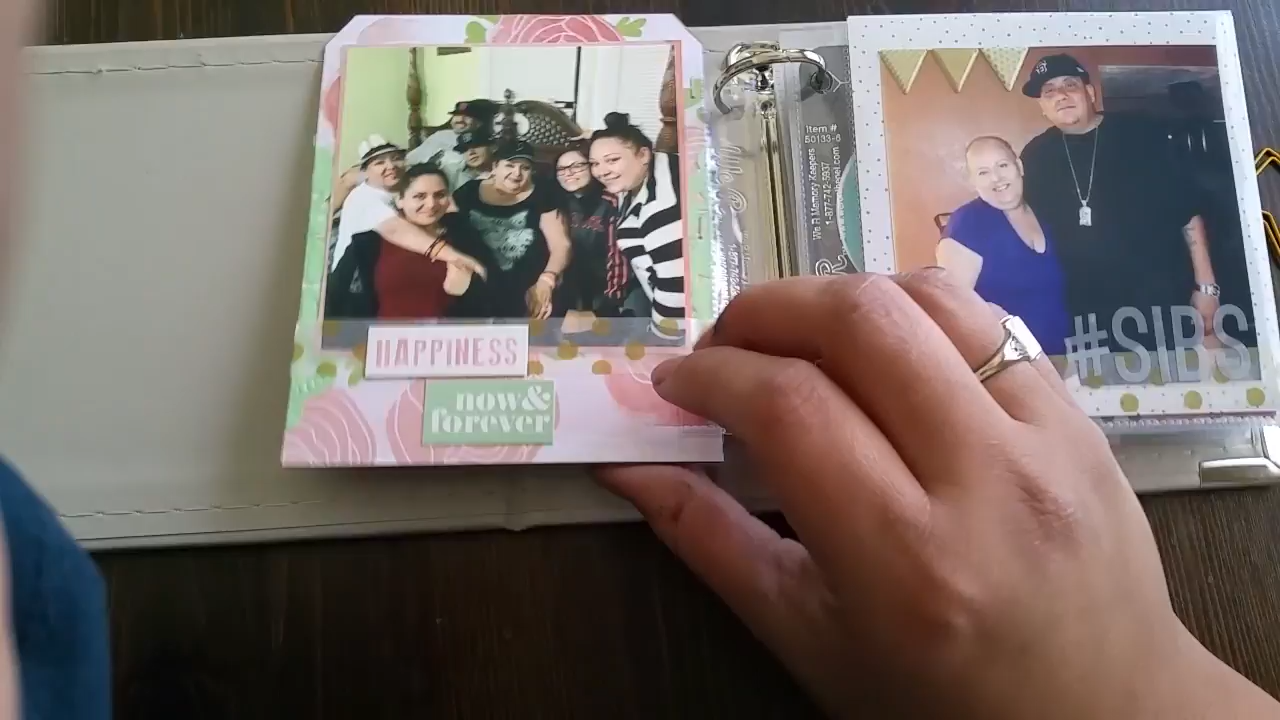 HAPPINESS
now&
forever
Item #
50133-6
We R Memory Keepers
1-877-742-5937
#SIBS